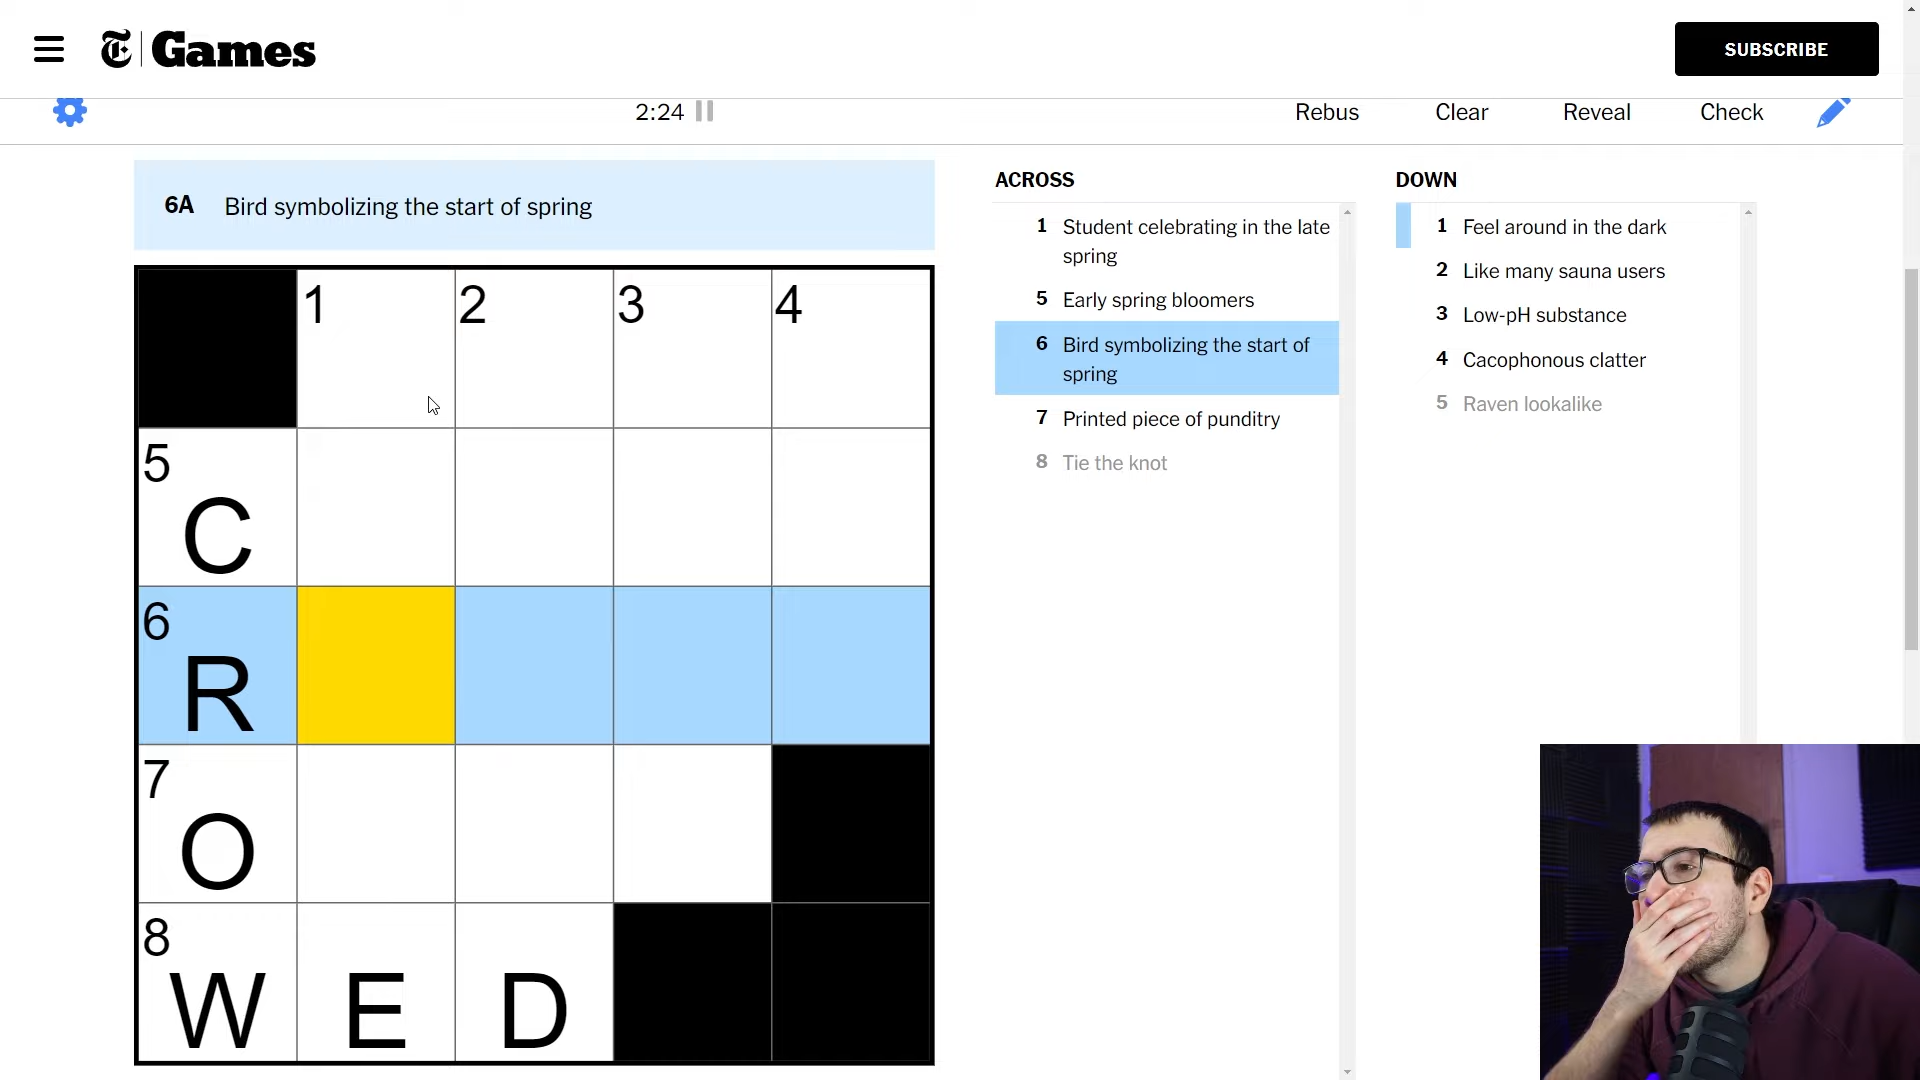 Games
SUBSCRIBE
2:24
Rebus
Clear
Reveal
Check
6A Bird symbolizing the start of spring
1 2 3 4
5
C
6
R
7
O
8
W E D
ACROSS
1 Student celebrating in the late
spring
5 Early spring bloomers
6 Bird symbolizing the start of
spring
7 Printed piece of punditry
8 Tie the knot
DOWN
1 Feel around in the dark
2 Like many sauna users
3 Low-pH substance
4 Cacophonous clatter
5 Raven lookalike